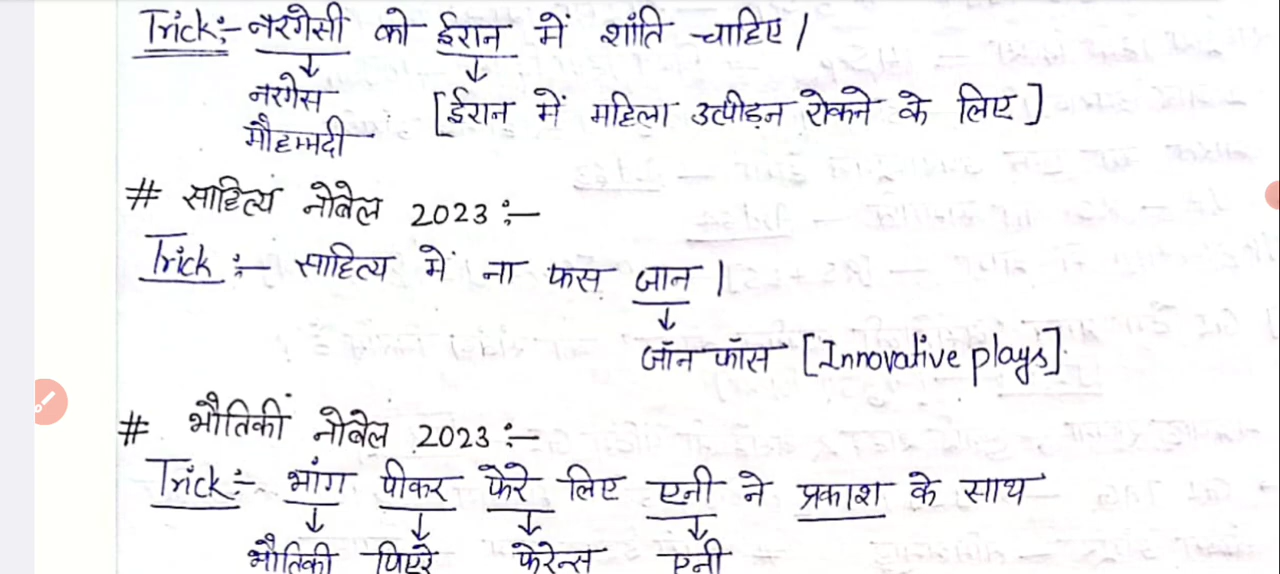 Trick:- नरगेसी को ईरान में शांति चाहिए।
↓ ↓
नरगेस [ईरान में महिला उत्पीड़न रोकने के लिए]
मौहम्मदी
# साहित्य नोबेल 2023:-
Trick:- साहित्य में ना फस जान।
↓
जॉन फॉस [Innovative plays]
# भौतिकी नोबेल 2023:-
Trick:- भांग पीकर फेरे लिए एनी ने प्रकाश के साथ
↓ ↓ ↓ ↓
भौतिकी पिएरे फेरेन्स एनी